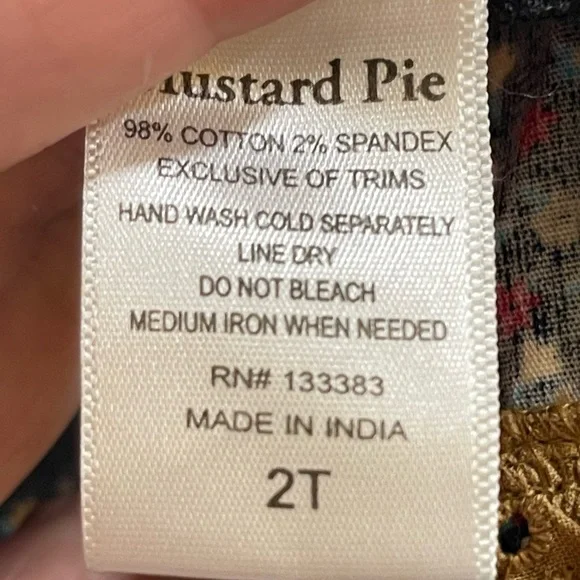 Mustard Pie
98% COTTON 2% SPANDEX
EXCLUSIVE OF TRIMS
HAND WASH COLD SEPARATELY
LINE DRY
DO NOT BLEACH
MEDIUM IRON WHEN NEEDED
RN# 133383
MADE IN INDIA
2T